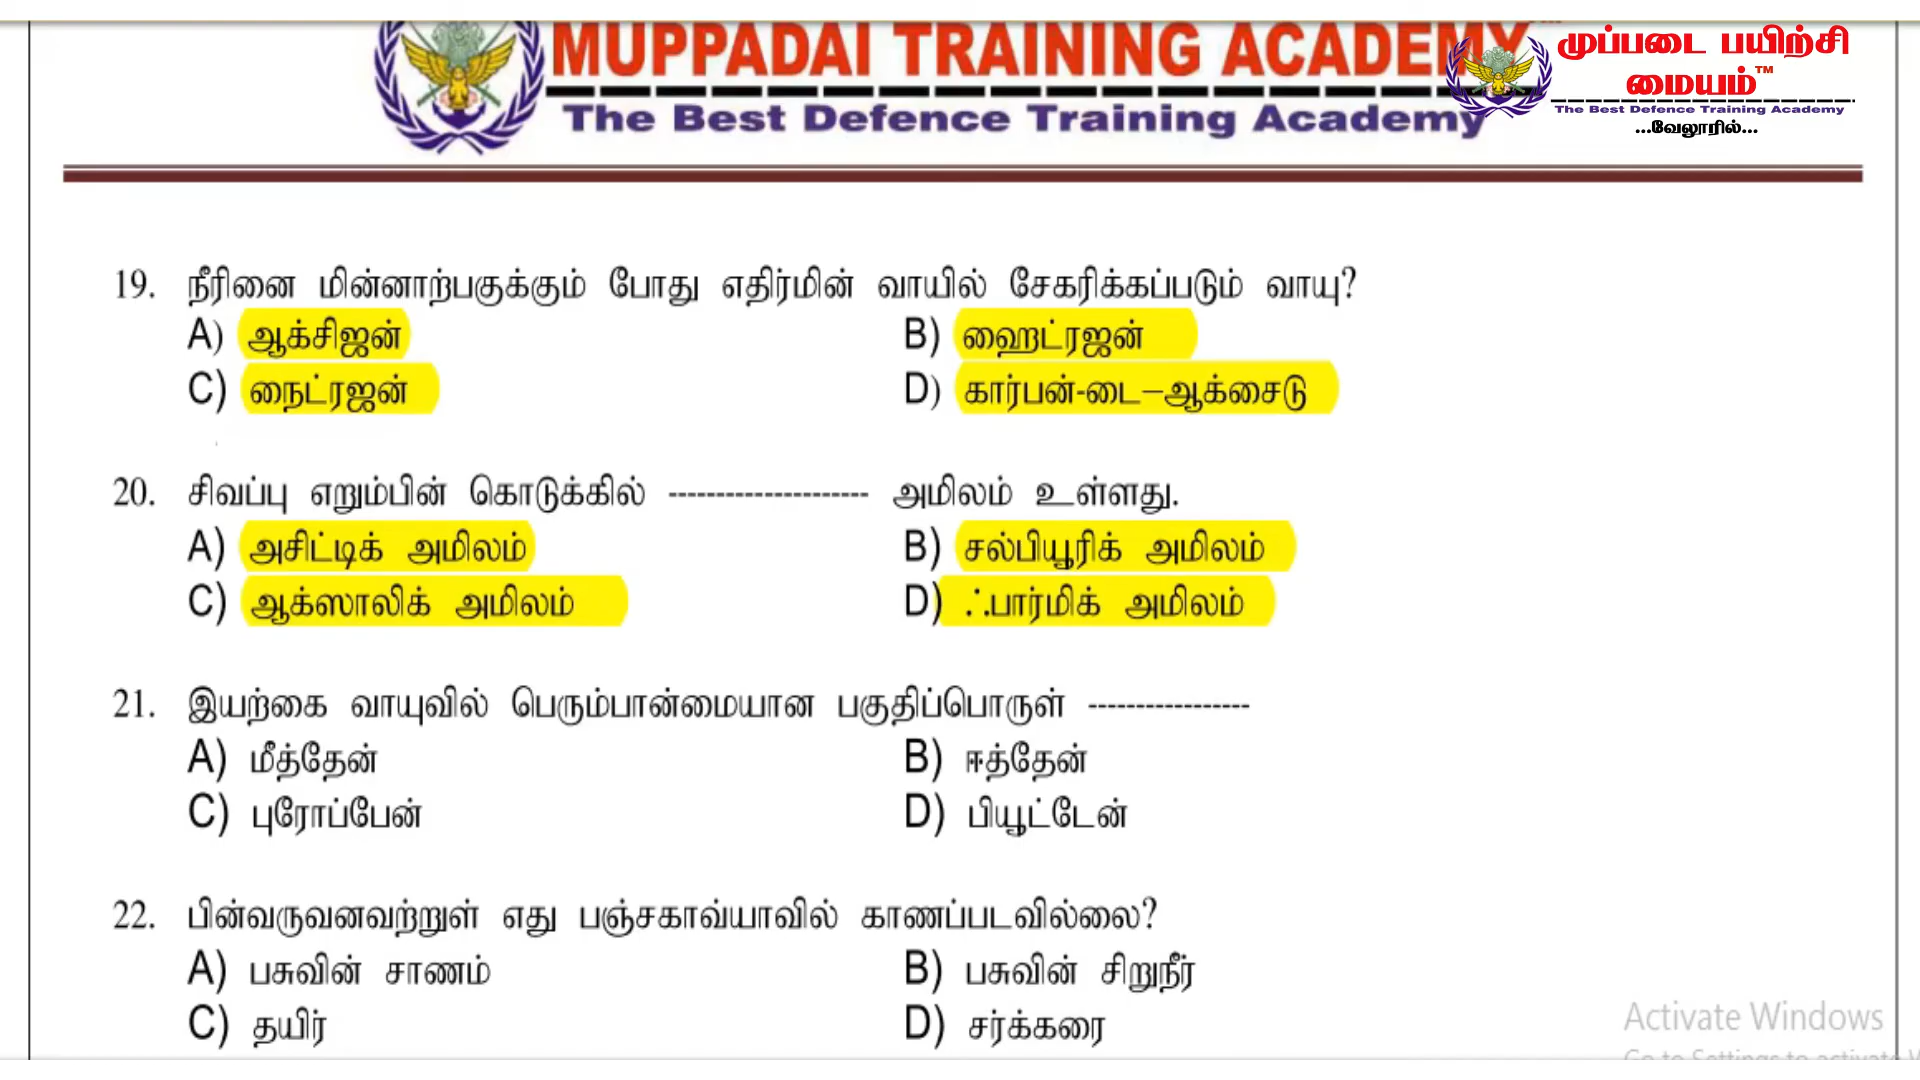 MUPPADAI TRAINING ACADEMY
The Best Defence Training Academy
முப்படை பயிற்சி
மையம்™
The Best Defence Training Academy
...வேலூரில்...
19. நீரினை மின்னாற்பகுக்கும் போது எதிர்மின் வாயில் சேகரிக்கப்படும் வாயு?
A) ஆக்சிஜன் B) ஹைட்ரஜன்
C) நைட்ரஜன் D) கார்பன்-டை–ஆக்சைடு
20. சிவப்பு எறும்பின் கொடுக்கில் --------------------- அமிலம் உள்ளது.
A) அசிட்டிக் அமிலம் B) சல்பியூரிக் அமிலம்
C) ஆக்ஸாலிக் அமிலம் D) ஃபார்மிக் அமிலம்
21. இயற்கை வாயுவில் பெரும்பான்மையான பகுதிப்பொருள் -----------------
A) மீத்தேன் B) ஈத்தேன்
C) புரோப்பேன் D) பியூட்டேன்
22. பின்வருவனவற்றுள் எது பஞ்சகாவ்யாவில் காணப்படவில்லை?
A) பசுவின் சாணம் B) பசுவின் சிறுநீர்
C) தயிர் D) சர்க்கரை
Activate Windows